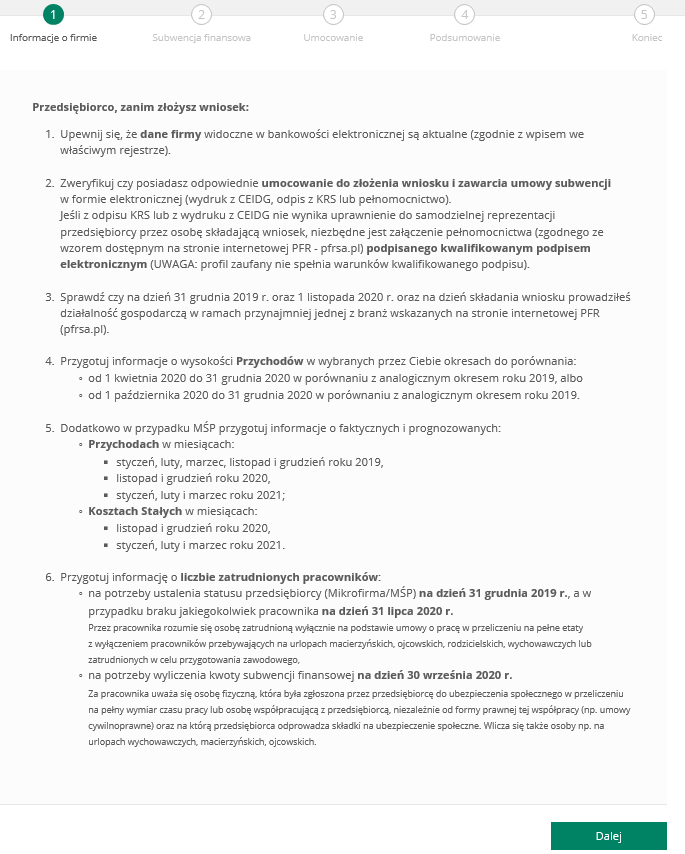 1 2 3 4 5
Informacje o firmie Subwencja finansowa Umocowanie Podsumowanie Koniec
Przedsiębiorco, zanim złożysz wniosek:
1. Upewnij się, że dane firmy widoczne w bankowości elektronicznej są aktualne (zgodnie z wpisem we
właściwym rejestrze).
2. Zweryfikuj czy posiadasz odpowiednie umocowanie do złożenia wniosku i zawarcia umowy subwencji
w formie elektronicznej (wydruk z CEIDG, odpis z KRS lub pełnomocnictwo).
Jeśli z odpisu KRS lub z wydruku z CEIDG nie wynika uprawnienie do samodzielnej reprezentacji
przedsiębiorcy przez osobę składającą wniosek, niezbędne jest załączenie pełnomocnictwa (zgodnego ze
wzorem dostępnym na stronie internetowej PFR - pfrsa.pl) podpisanego kwalifikowanym podpisem
elektronicznym (UWAGA: profil zaufany nie spełnia warunków kwalifikowanego podpisu).
3. Sprawdź czy na dzień 31 grudnia 2019 r. oraz 1 listopada 2020 r. oraz na dzień składania wniosku prowadziłeś
działalność gospodarczą w ramach przynajmniej jednej z branż wskazanych na stronie internetowej PFR
(pfrsa.pl).
4. Przygotuj informacje o wysokości Przychodów w wybranych przez Ciebie okresach do porównania:
◦ od 1 kwietnia 2020 do 31 grudnia 2020 w porównaniu z analogicznym okresem roku 2019, albo
◦ od 1 października 2020 do 31 grudnia 2020 w porównaniu z analogicznym okresem roku 2019.
5. Dodatkowo w przypadku MŚP przygotuj informacje o faktycznych i prognozowanych:
◦ Przychodach w miesiącach:
▪ styczeń, luty, marzec, listopad i grudzień roku 2019,
▪ listopad i grudzień roku 2020,
▪ styczeń, luty i marzec roku 2021;
◦ Kosztach Stałych w miesiącach:
▪ listopad i grudzień roku 2020,
▪ styczeń, luty i marzec roku 2021.
6. Przygotuj informację o liczbie zatrudnionych pracowników:
◦ na potrzeby ustalenia statusu przedsiębiorcy (Mikrofirma/MŚP) na dzień 31 grudnia 2019 r., a w
przypadku braku jakiegokolwiek pracownika na dzień 31 lipca 2020 r.
Przez pracownika rozumie się osobę zatrudnioną wyłącznie na podstawie umowy o pracę w przeliczeniu na pełne etaty
z wyłączeniem pracowników przebywających na urlopach macierzyńskich, ojcowskich, rodzicielskich, wychowawczych lub
zatrudnionych w celu przygotowania zawodowego,
◦ na potrzeby wyliczenia kwoty subwencji finansowej na dzień 30 września 2020 r.
Za pracownika uważa się osobę fizyczną, która była zgłoszona przez przedsiębiorcę do ubezpieczenia społecznego w przeliczeniu
na pełny wymiar czasu pracy lub osobę współpracującą z przedsiębiorcą, niezależnie od formy prawnej tej współpracy (np. umowy
cywilnoprawne) oraz na którą przedsiębiorca odprowadza składki na ubezpieczenie społeczne. Wlicza się także osoby np. na
urlopach wychowawczych, macierzyńskich, ojcowskich.
Dalej